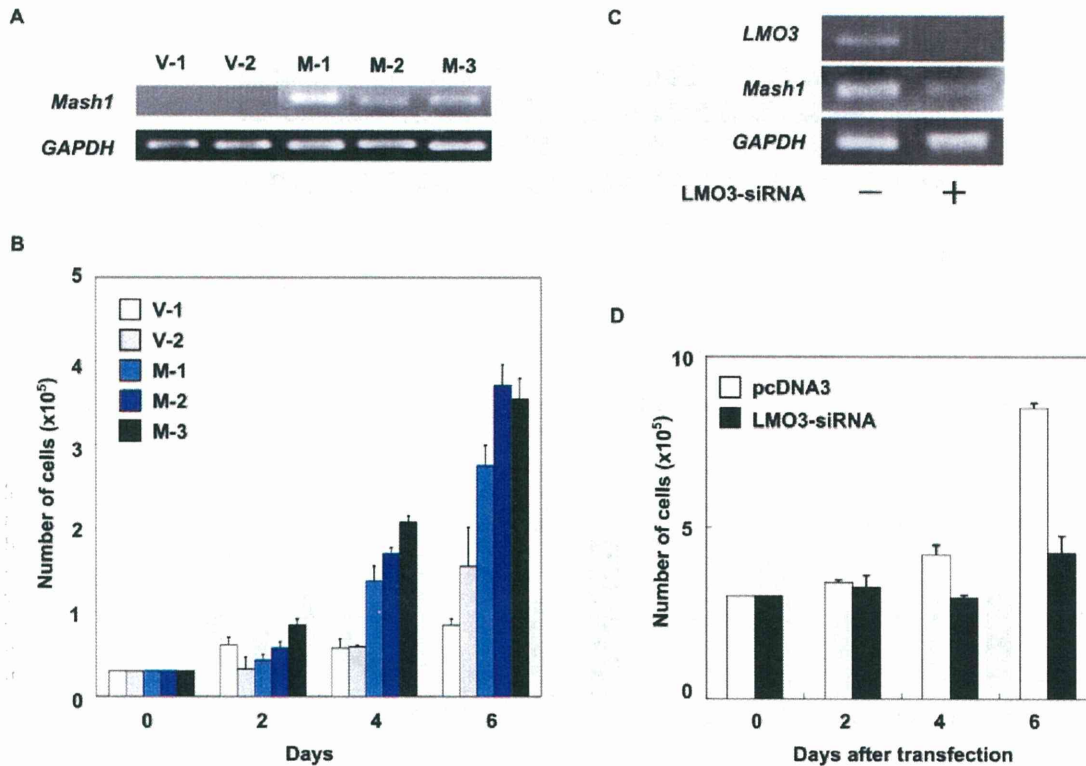 A
V-1 V-2 M-1 M-2 M-3
Mash1
GAPDH
B
5
4
3
2
1
0
Number of cells (x10⁵)
V-1
V-2
M-1
M-2
M-3
0 2 4 6
Days
C
LMO3
Mash1
GAPDH
LMO3-siRNA − +
D
10
5
0
Number of cells (x10⁵)
pcDNA3
LMO3-siRNA
0 2 4 6
Days after transfection